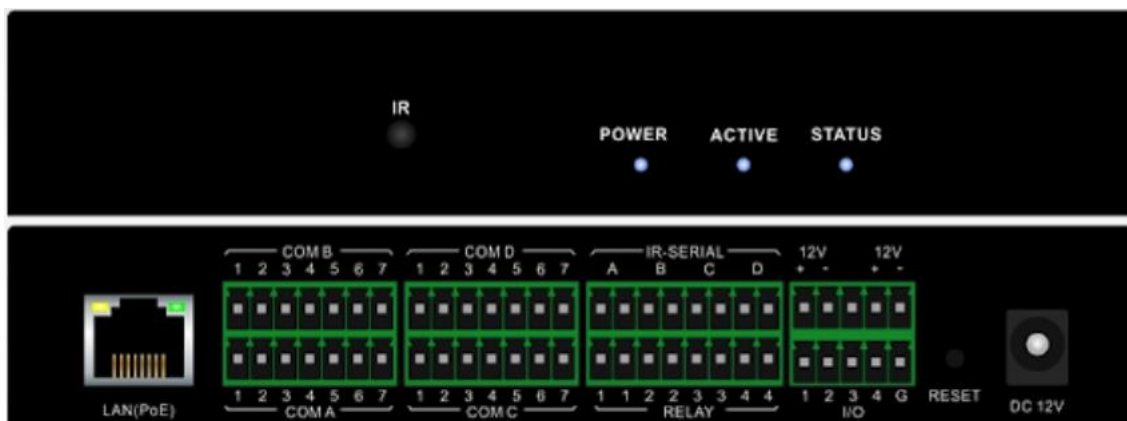 IR
POWER ACTIVE STATUS
COM B COM D IR-SERIAL 12V 12V
1 2 3 4 5 6 7 1 2 3 4 5 6 7 A B C D + - + -
1 2 3 4 5 6 7 1 2 3 4 5 6 7 1 1 2 2 3 3 4 4 1 2 3 4 G RESET
LAN(PoE) COM A COM C RELAY I/O DC 12V